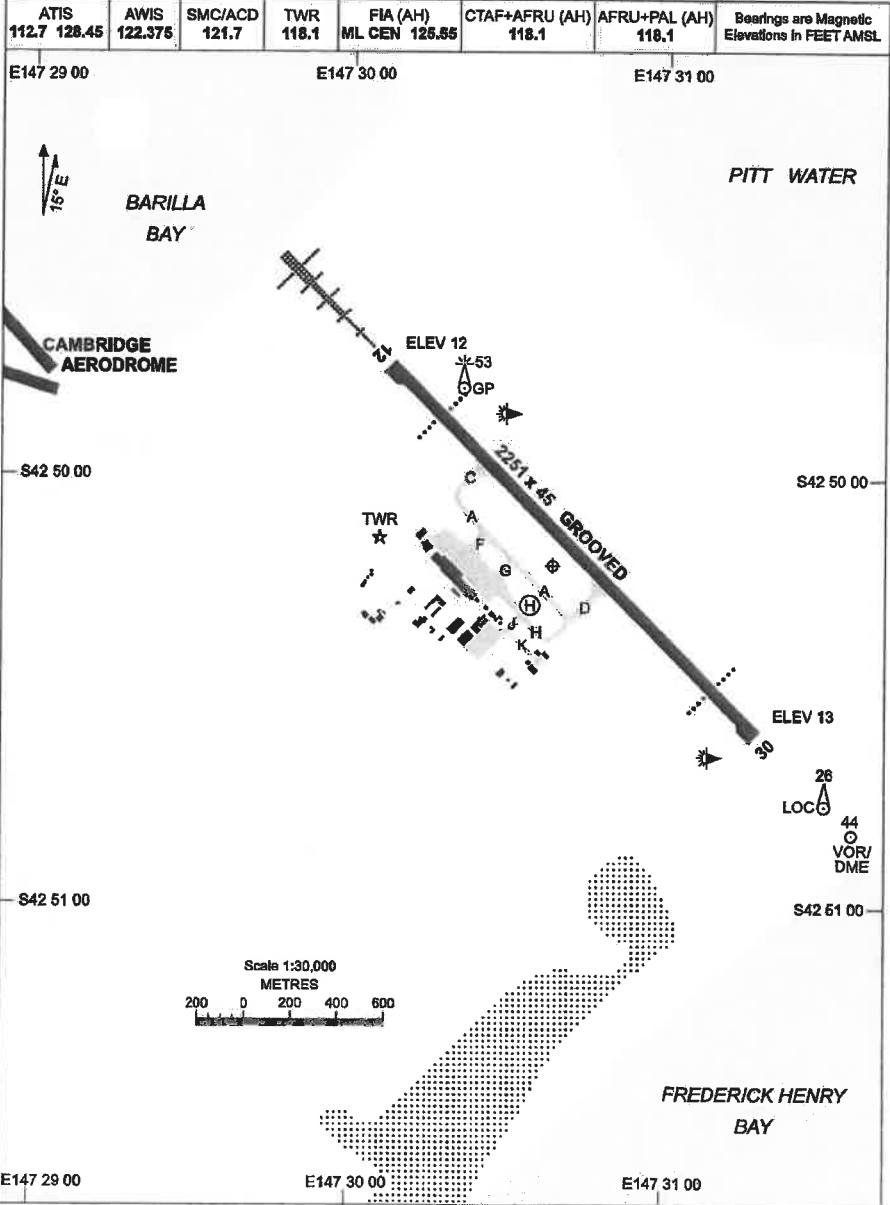 ATIS
112.7 128.45
AWIS
122.375
SMC/ACD
121.7
TWR
118.1
FIA (AH)
ML CEN 125.55
CTAF+AFRU (AH)
118.1
AFRU+PAL (AH)
118.1
Bearings are Magnetic
Elevations in FEET AMSL
E147 29 00
E147 30 00
E147 31 00
15° E
BARILLA
BAY
PITT WATER
CAMBRIDGE
AERODROME
12
ELEV 12
53
GP
S42 50 00
S42 50 00
2251 x 45 GROOVED
C
A
F
G
A
D
TWR
H
J
H
K
ELEV 13
30
26
LOC
44
VOR/
DME
S42 51 00
S42 51 00
Scale 1:30,000
METRES
200 0 200 400 600
FREDERICK HENRY
BAY
E147 29 00
E147 30 00
E147 31 00